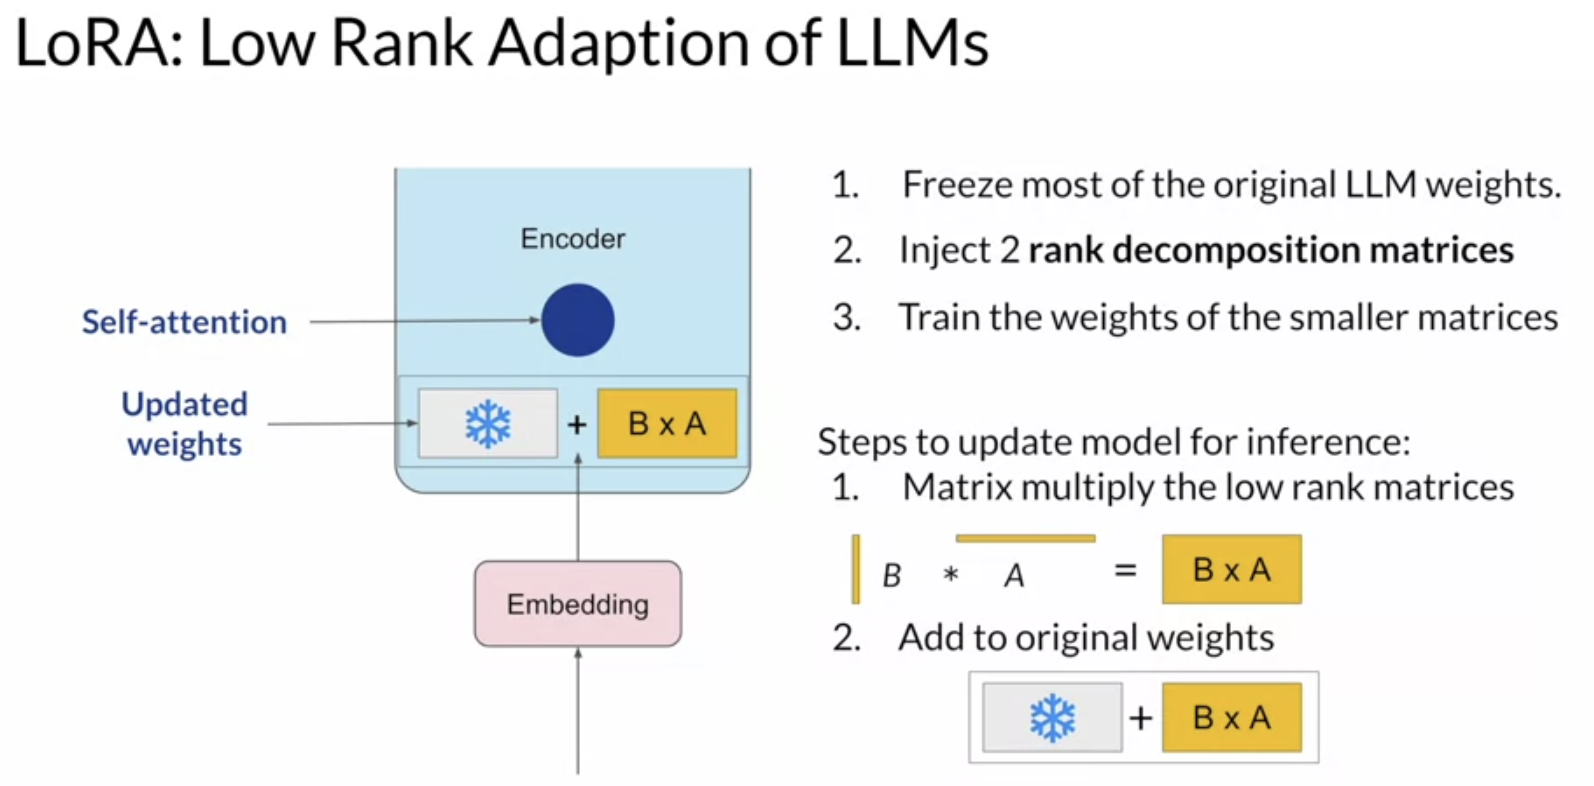 LoRA: Low Rank Adaption of LLMs
Encoder
Self-attention
Updated
weights
+ B x A
Embedding
1. Freeze most of the original LLM weights.
2. Inject 2 rank decomposition matrices
3. Train the weights of the smaller matrices
Steps to update model for inference:
1. Matrix multiply the low rank matrices
B * A = B x A
2. Add to original weights
+ B x A